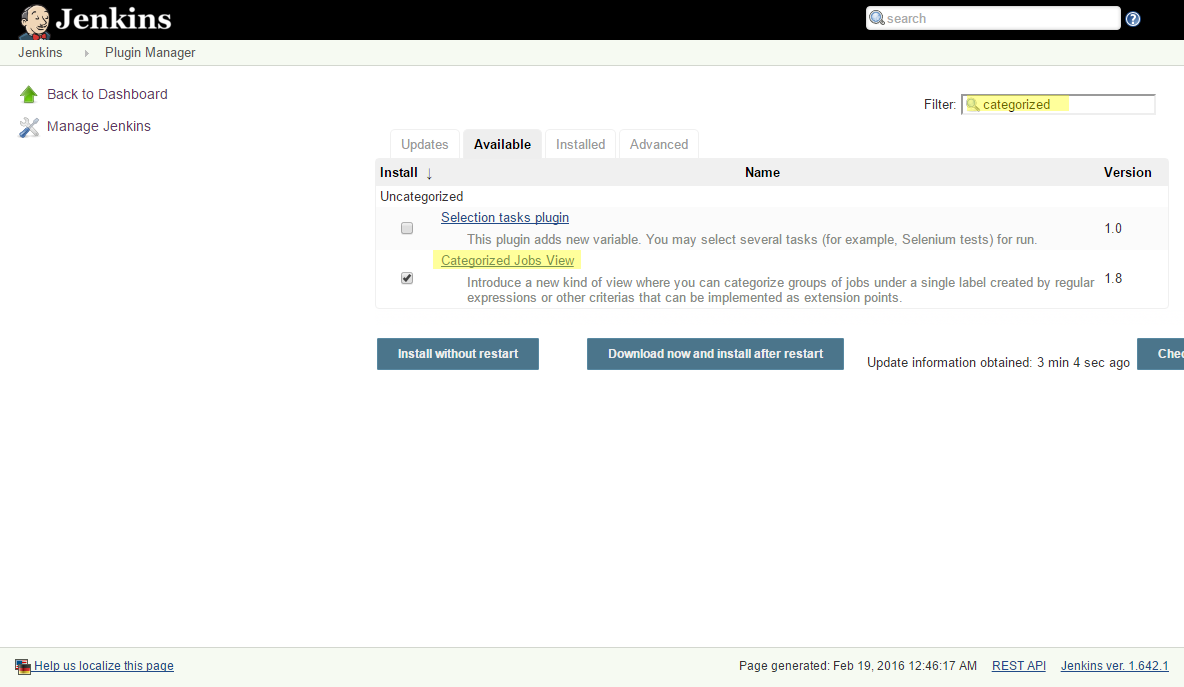 Jenkins
search
?
Jenkins
Plugin Manager
Back to Dashboard
Manage Jenkins
Filter: categorized
Updates Available Installed Advanced
Install ↓ Name Version
Uncategorized
Selection tasks plugin
This plugin adds new variable. You may select several tasks (for example, Selenium tests) for run.
1.0
Categorized Jobs View
Introduce a new kind of view where you can categorize groups of jobs under a single label created by regular
expressions or other criterias that can be implemented as extension points.
1.8
Install without restart
Download now and install after restart
Update information obtained: 3 min 4 sec ago
Chec
Help us localize this page
Page generated: Feb 19, 2016 12:46:17 AM REST API Jenkins ver. 1.642.1